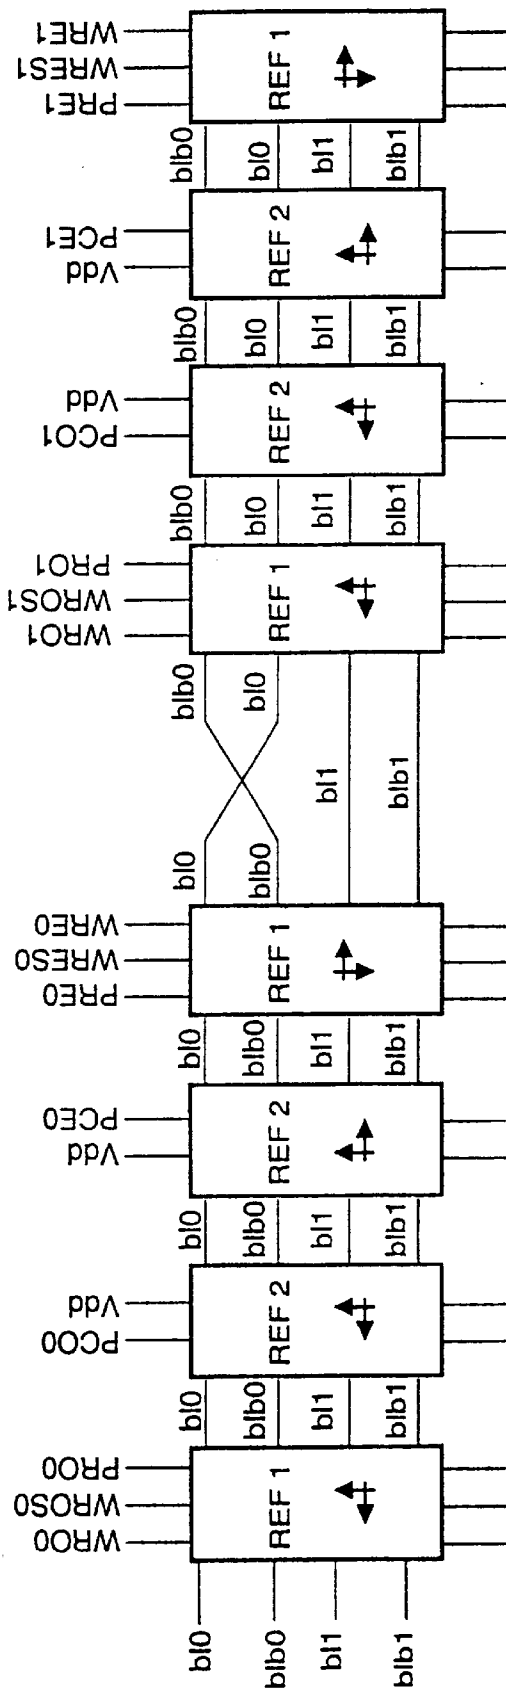 WRE1
WRES1
PRE1
REF 1
blb0
bl0
bl1
blb1
PCE1
Vdd
REF 2
blb0
bl0
bl1
blb1
Vdd
PCO1
REF 2
blb0
bl0
bl1
blb1
PRO1
WROS1
WRO1
REF 1
blb0
bl0
bl1
blb1
bl0
blb0
WRE0
WRES0
PRE0
REF 1
bl0
blb0
bl1
blb1
PCE0
Vdd
REF 2
bl0
blb0
bl1
blb1
Vdd
PCO0
REF 2
bl0
blb0
bl1
blb1
PRO0
WROS0
WRO0
REF 1
bl0
blb0
bl1
blb1